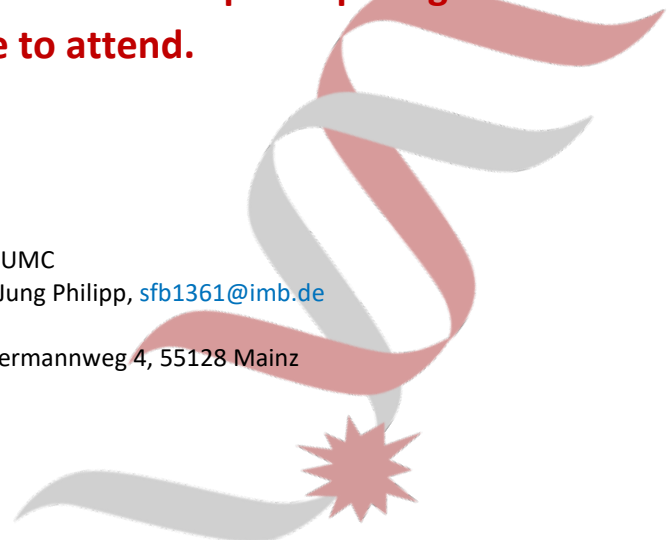 e to attend.
UMC
Jung Philipp, sfb1361@imb.de
ermannweg 4, 55128 Mainz